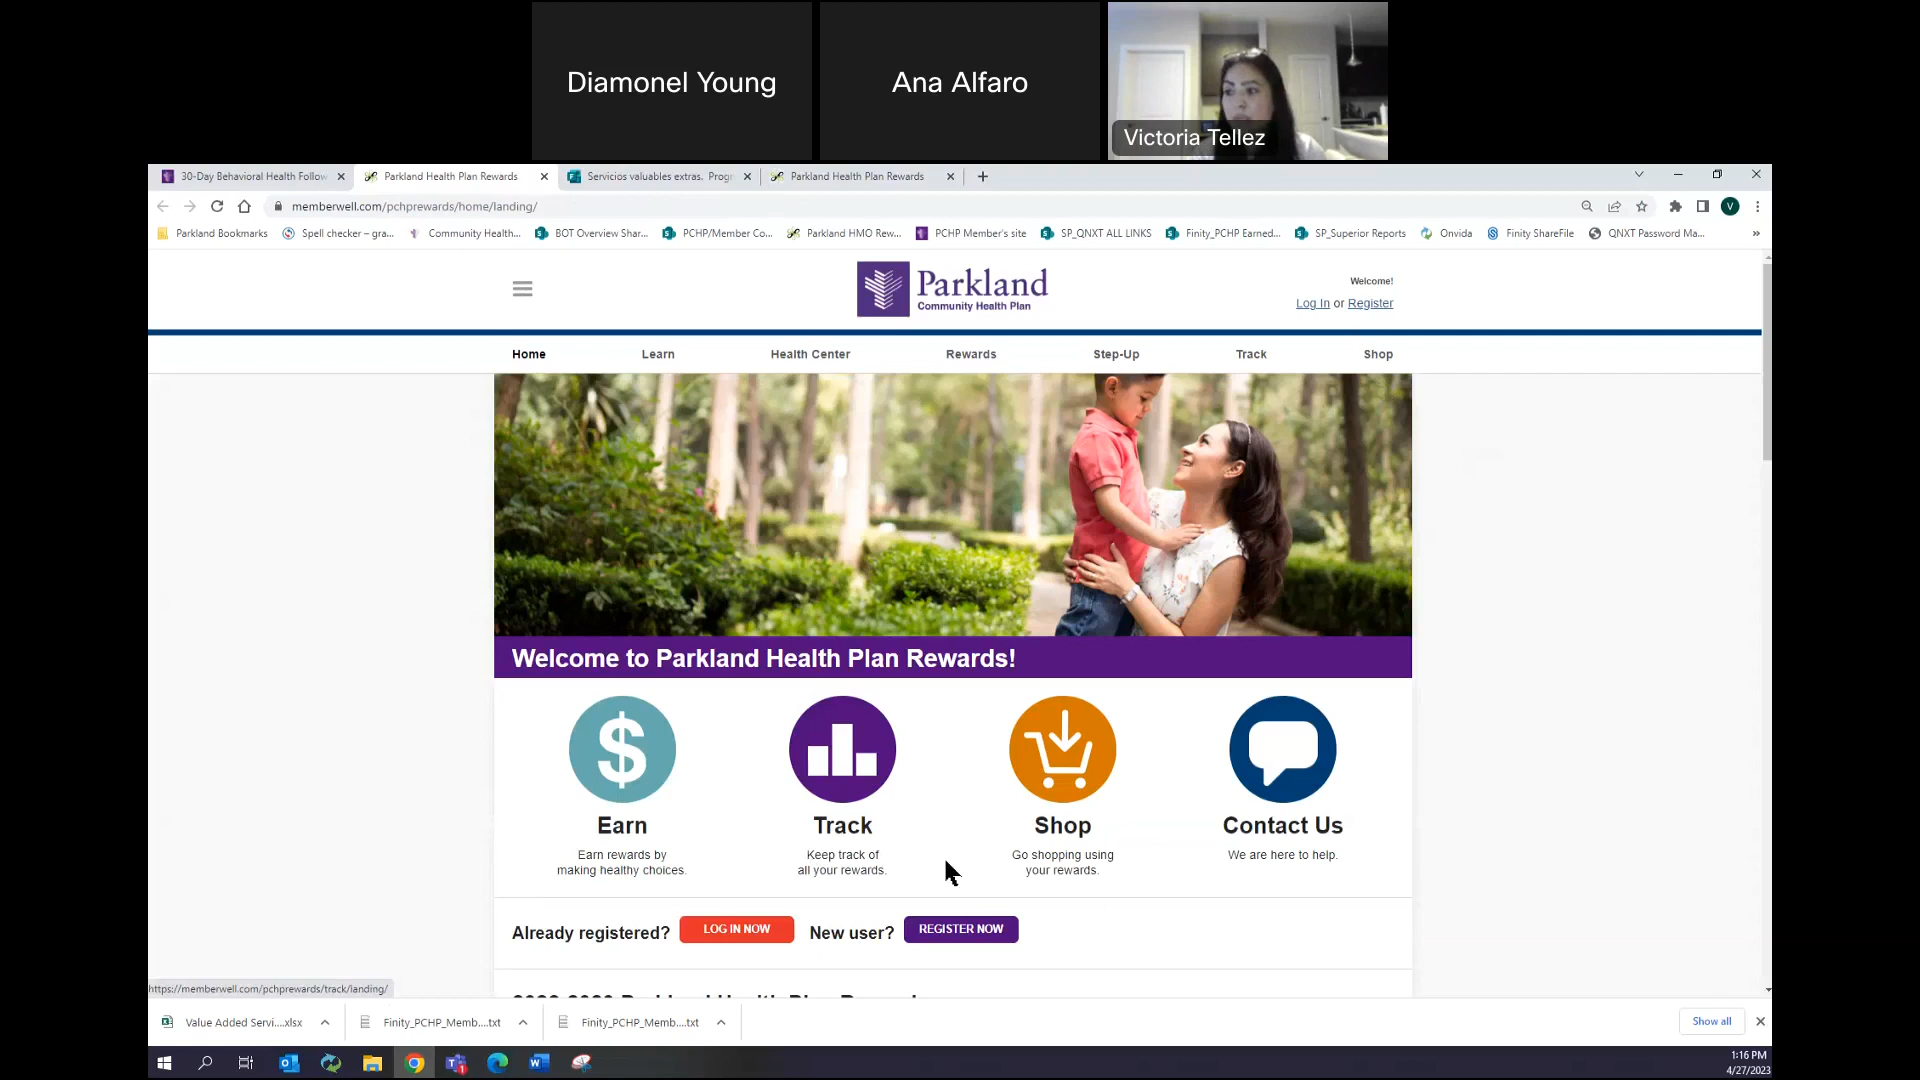 Diamonel Young
Ana Alfaro
Victoria Tellez
30-Day Behavioral Health Follow
Parkland Health Plan Rewards
Servicios valuables extras. Progr
Parkland Health Plan Rewards
memberwell.com/pchprewards/home/landing/
V
Parkland Bookmarks
Spell checker – gra...
Community Health...
BOT Overview Shar...
PCHP/Member Co...
Parkland HMO Rew...
PCHP Member's site
SP_QNXT ALL LINKS
Finity_PCHP Earned...
SP_Superior Reports
Onvida
Finity ShareFile
QNXT Password Ma...
»
Parkland
Community Health Plan
Welcome!
Log In or Register
Home
Learn
Health Center
Rewards
Step-Up
Track
Shop
Welcome to Parkland Health Plan Rewards!
$
Earn
Earn rewards by
making healthy choices.
Track
Keep track of
all your rewards.
Shop
Go shopping using
your rewards.
Contact Us
We are here to help.
Already registered?
LOG IN NOW
New user?
REGISTER NOW
https://memberwell.com/pchprewards/track/landing/
Value Added Servi....xlsx
Finity_PCHP_Memb....txt
Finity_PCHP_Memb....txt
Show all
1:16 PM
4/27/2023